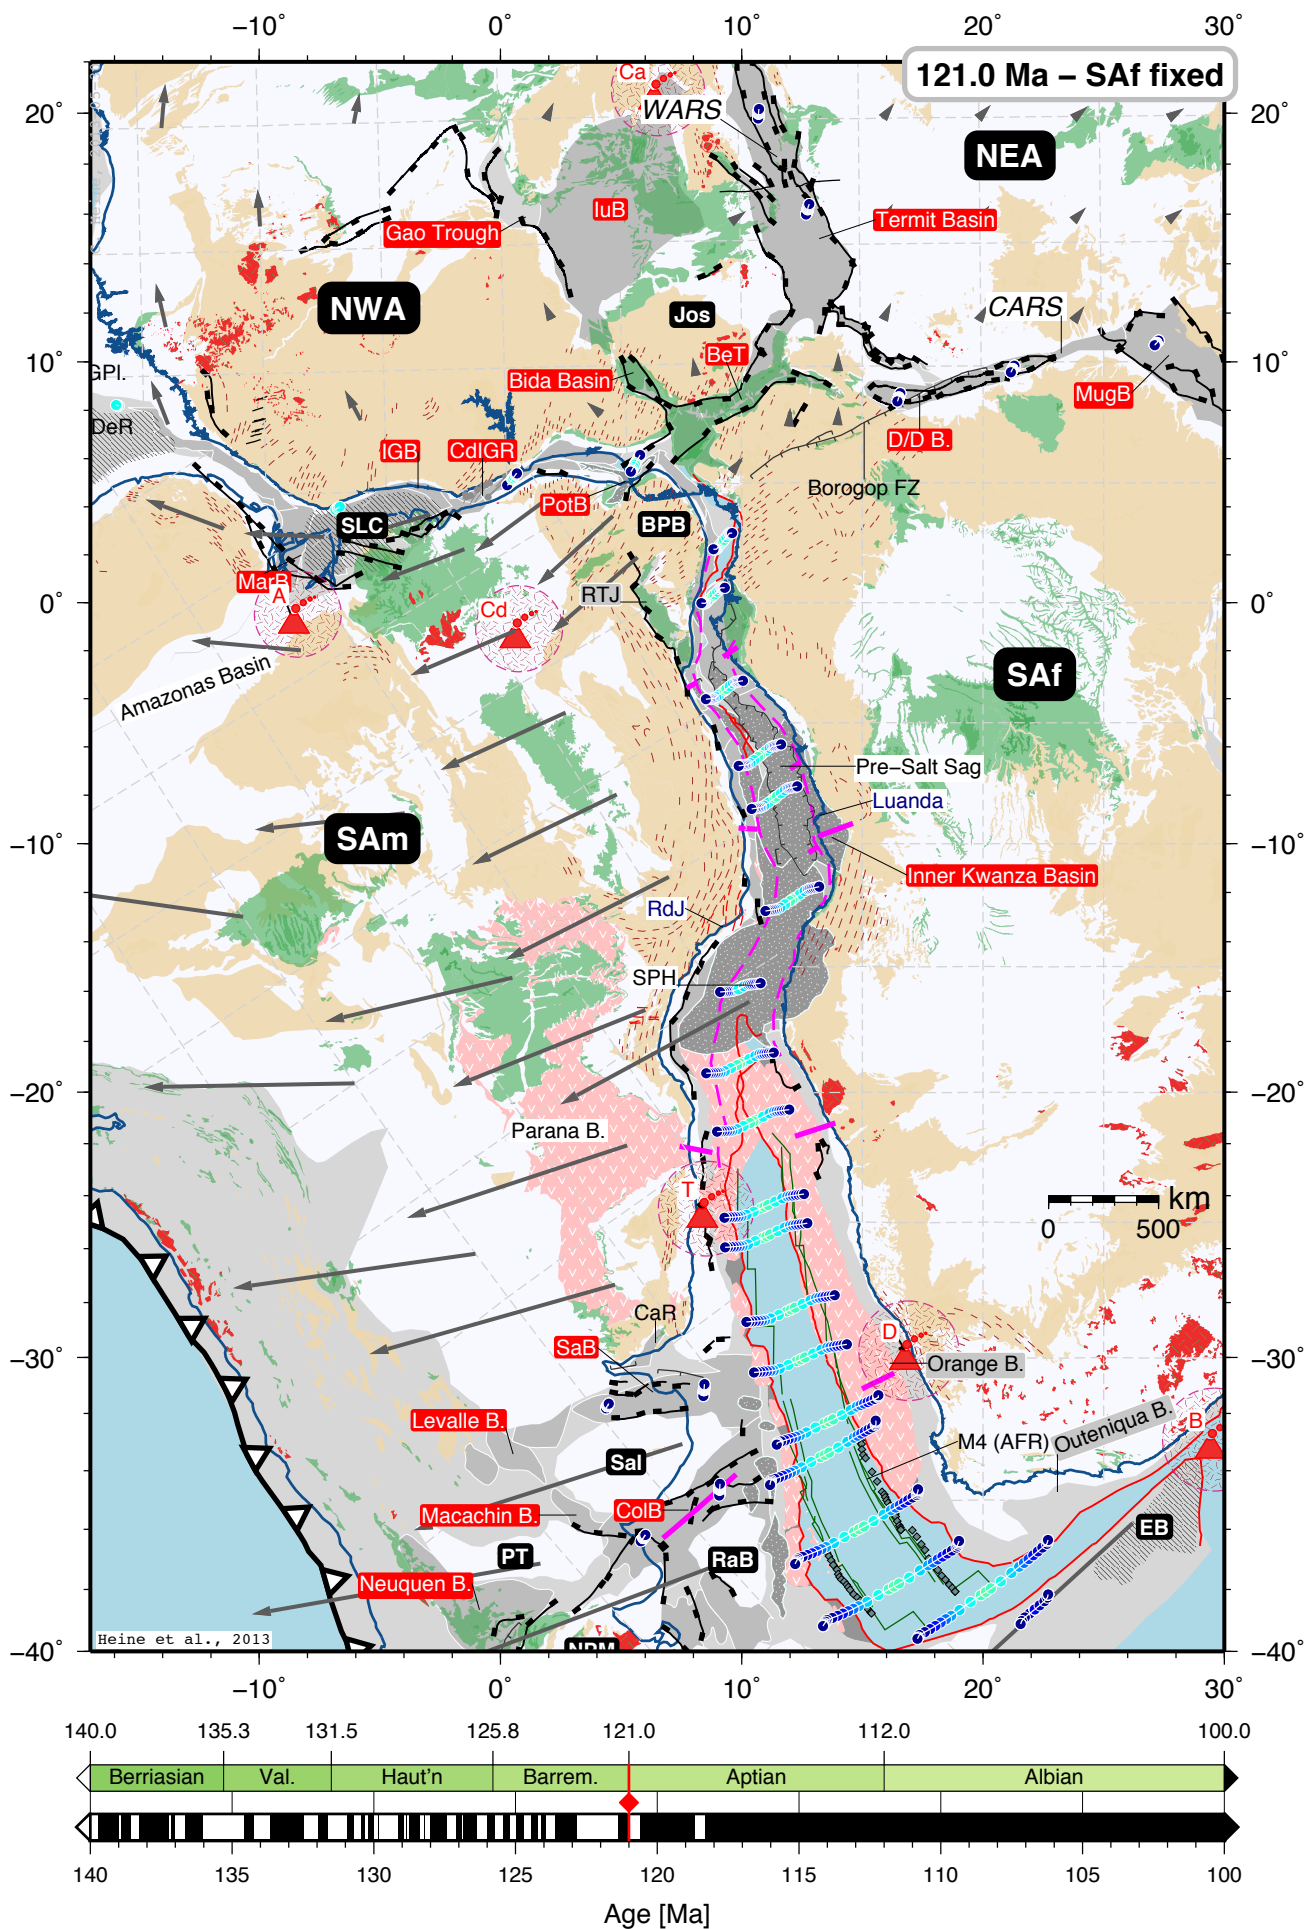 −10˚ 0˚ 10˚ 20˚ 30˚
121.0 Ma – SAf fixed
20˚ 20˚
Ca
WARS
NEA
IuB
Gao Trough
Termit Basin
NWA
CARS
Jos
10˚ 10˚
GPl.
BeT
Bida Basin
MugB
DeR
IGB
CdIGR
D/D B.
Borogop FZ
PotB
SLC
BPB
MarB
A
Cd
RTJ
0˚ 0˚
Amazonas Basin
SAf
Pre−Salt Sag
Luanda
SAm
−10˚ −10˚
Inner Kwanza Basin
RdJ
SPH
−20˚ −20˚
Parana B.
T
km
0 500
CaR
D
SaB
Orange B.
−30˚ −30˚
Levalle B.
B
Outeniqua B.
M4 (AFR)
Sal
Macachin B.
ColB
EB
PT
RaB
Neuquen B.
NPM
Heine et al., 2013
−40˚ −40˚
−10˚ 0˚ 10˚ 20˚ 30˚
140.0 135.3 131.5 125.8 121.0 112.0 100.0
Berriasian Val. Haut'n Barrem. Aptian Albian
140 135 130 125 120 115 110 105 100
Age [Ma]